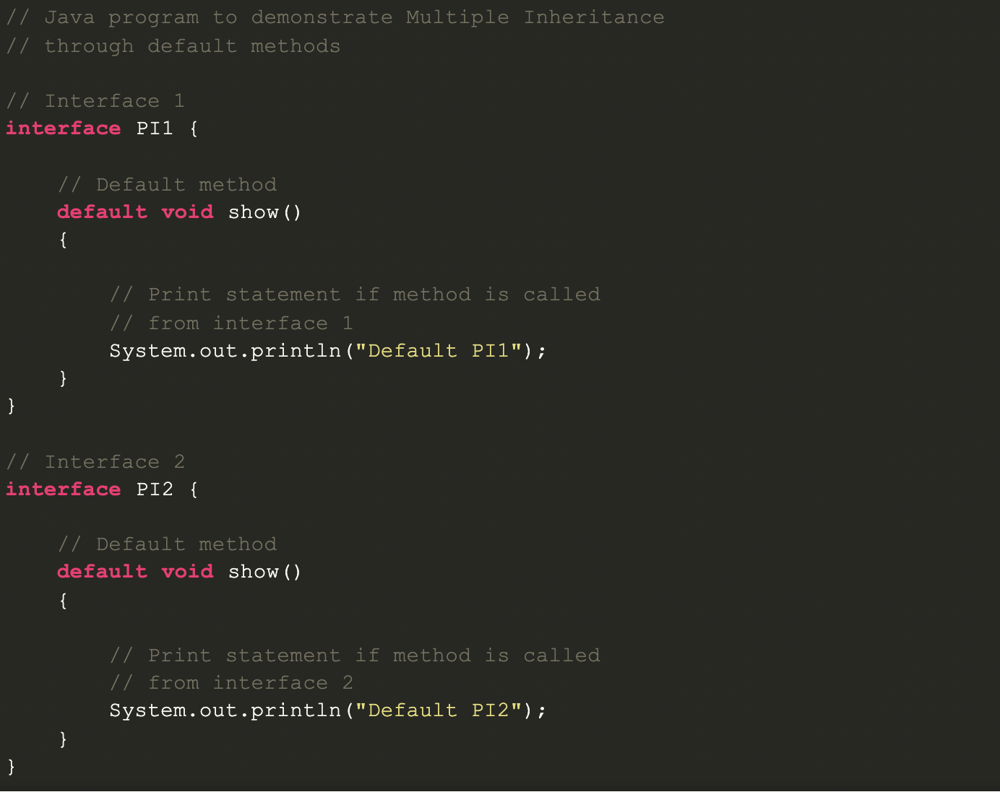 // Java program to demonstrate Multiple Inheritance
// through default methods
// Interface 1
interface PI1 {
// Default method
default void show()
{
// Print statement if method is called
// from interface 1
System.out.println("Default PI1");
}
}
// Interface 2
interface PI2 {
// Default method
default void show()
{
// Print statement if method is called
// from interface 2
System.out.println("Default PI2");
}
}